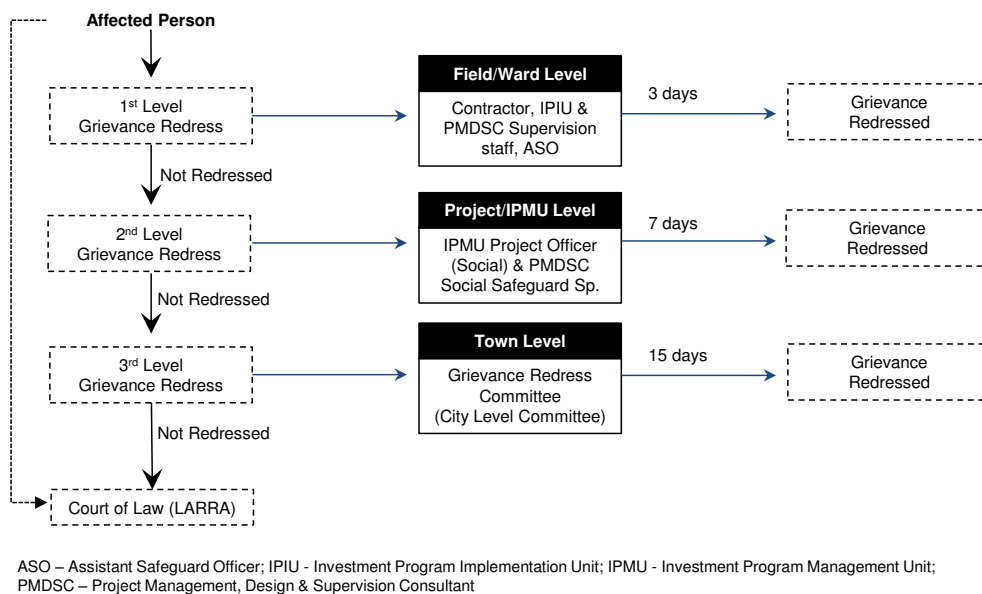 Affected Person
1st Level
Grievance Redress
Field/Ward Level
Contractor, IPIU &
PMDSC Supervision
staff, ASO
3 days
Grievance
Redressed
Not Redressed
2nd Level
Grievance Redress
Project/IPMU Level
IPMU Project Officer
(Social) & PMDSC
Social Safeguard Sp.
7 days
Grievance
Redressed
Not Redressed
3rd Level
Grievance Redress
Town Level
Grievance Redress
Committee
(City Level Committee)
15 days
Grievance
Redressed
Not Redressed
Court of Law (LARRA)
ASO – Assistant Safeguard Officer; IPIU - Investment Program Implementation Unit; IPMU - Investment Program Management Unit;
PMDSC – Project Management, Design & Supervision Consultant